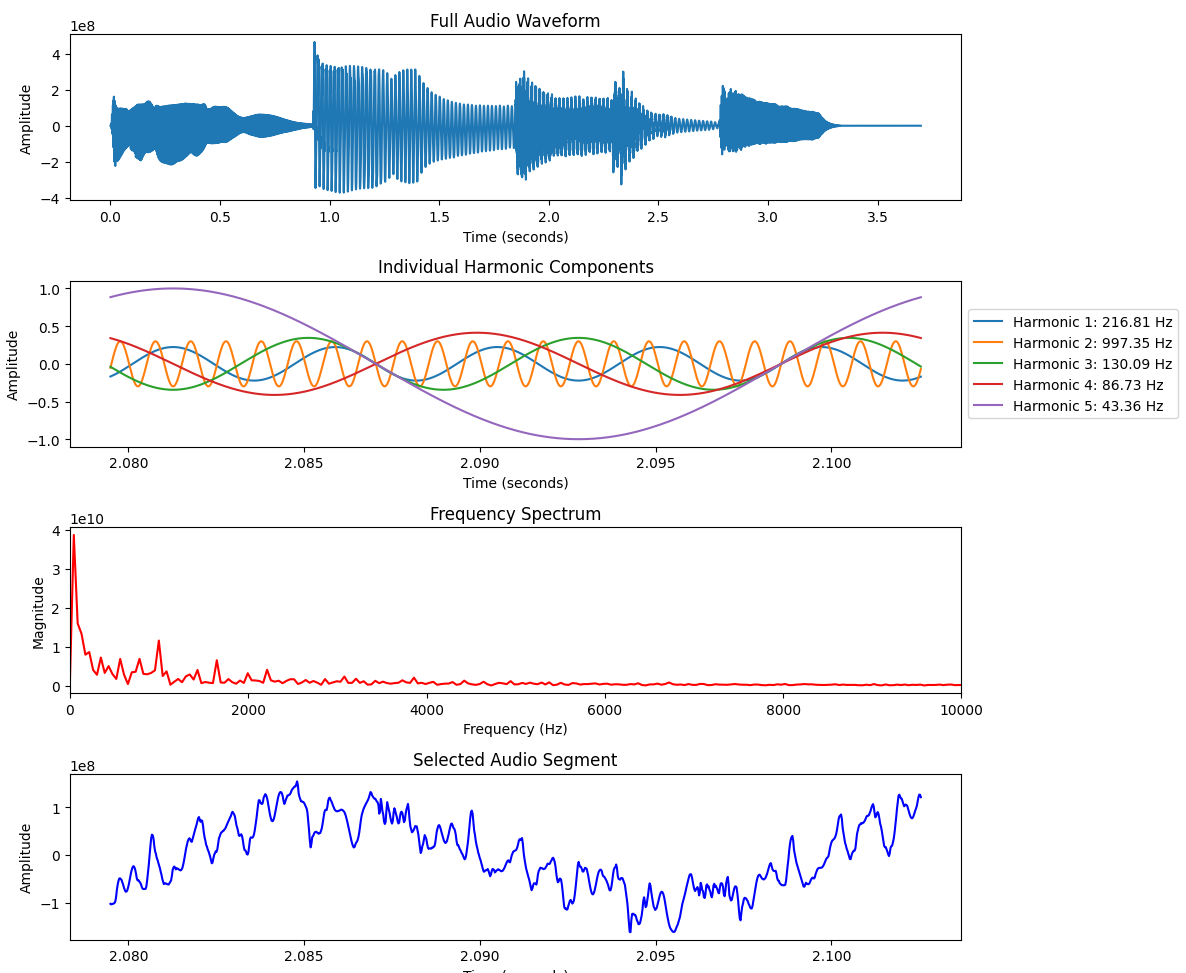 Full Audio Waveform
1e8
4
2
0
−2
−4
Amplitude
0.0 0.5 1.0 1.5 2.0 2.5 3.0 3.5
Time (seconds)
Individual Harmonic Components
1.0
0.5
0.0
−0.5
−1.0
Amplitude
2.080 2.085 2.090 2.095 2.100
Time (seconds)
Harmonic 1: 216.81 Hz
Harmonic 2: 997.35 Hz
Harmonic 3: 130.09 Hz
Harmonic 4: 86.73 Hz
Harmonic 5: 43.36 Hz
Frequency Spectrum
1e10
4
3
2
1
0
Magnitude
0 2000 4000 6000 8000 10000
Frequency (Hz)
Selected Audio Segment
1e8
1
0
−1
Amplitude
2.080 2.085 2.090 2.095 2.100
Time (seconds)